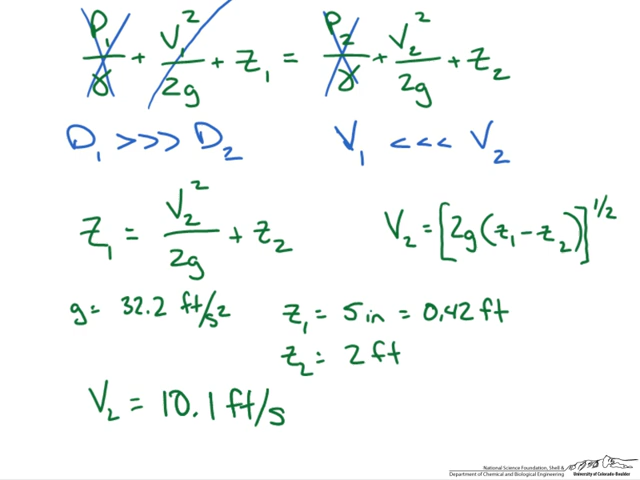 P₁/γ + V₁²/2g + Z₁ = P₂/γ + V₂²/2g + Z₂
D₁ >>> D₂ V₁ <<< V₂
Z₁ = V₂²/2g + Z₂ V₂ = [2g(z₁ - z₂)]^1/2
g = 32.2 ft/s² Z₁ = 5in = 0.42 ft
Z₂ = 2 ft
V₂ = 10.1 ft/s
National Science Foundation, Shell &
Department of Chemical and Biological Engineering
University of Colorado Boulder